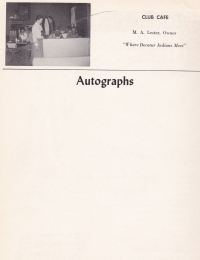 CLUB CAFE
M. A. Lester, Owner
"Where Decatur Indians Meet"
Autographs